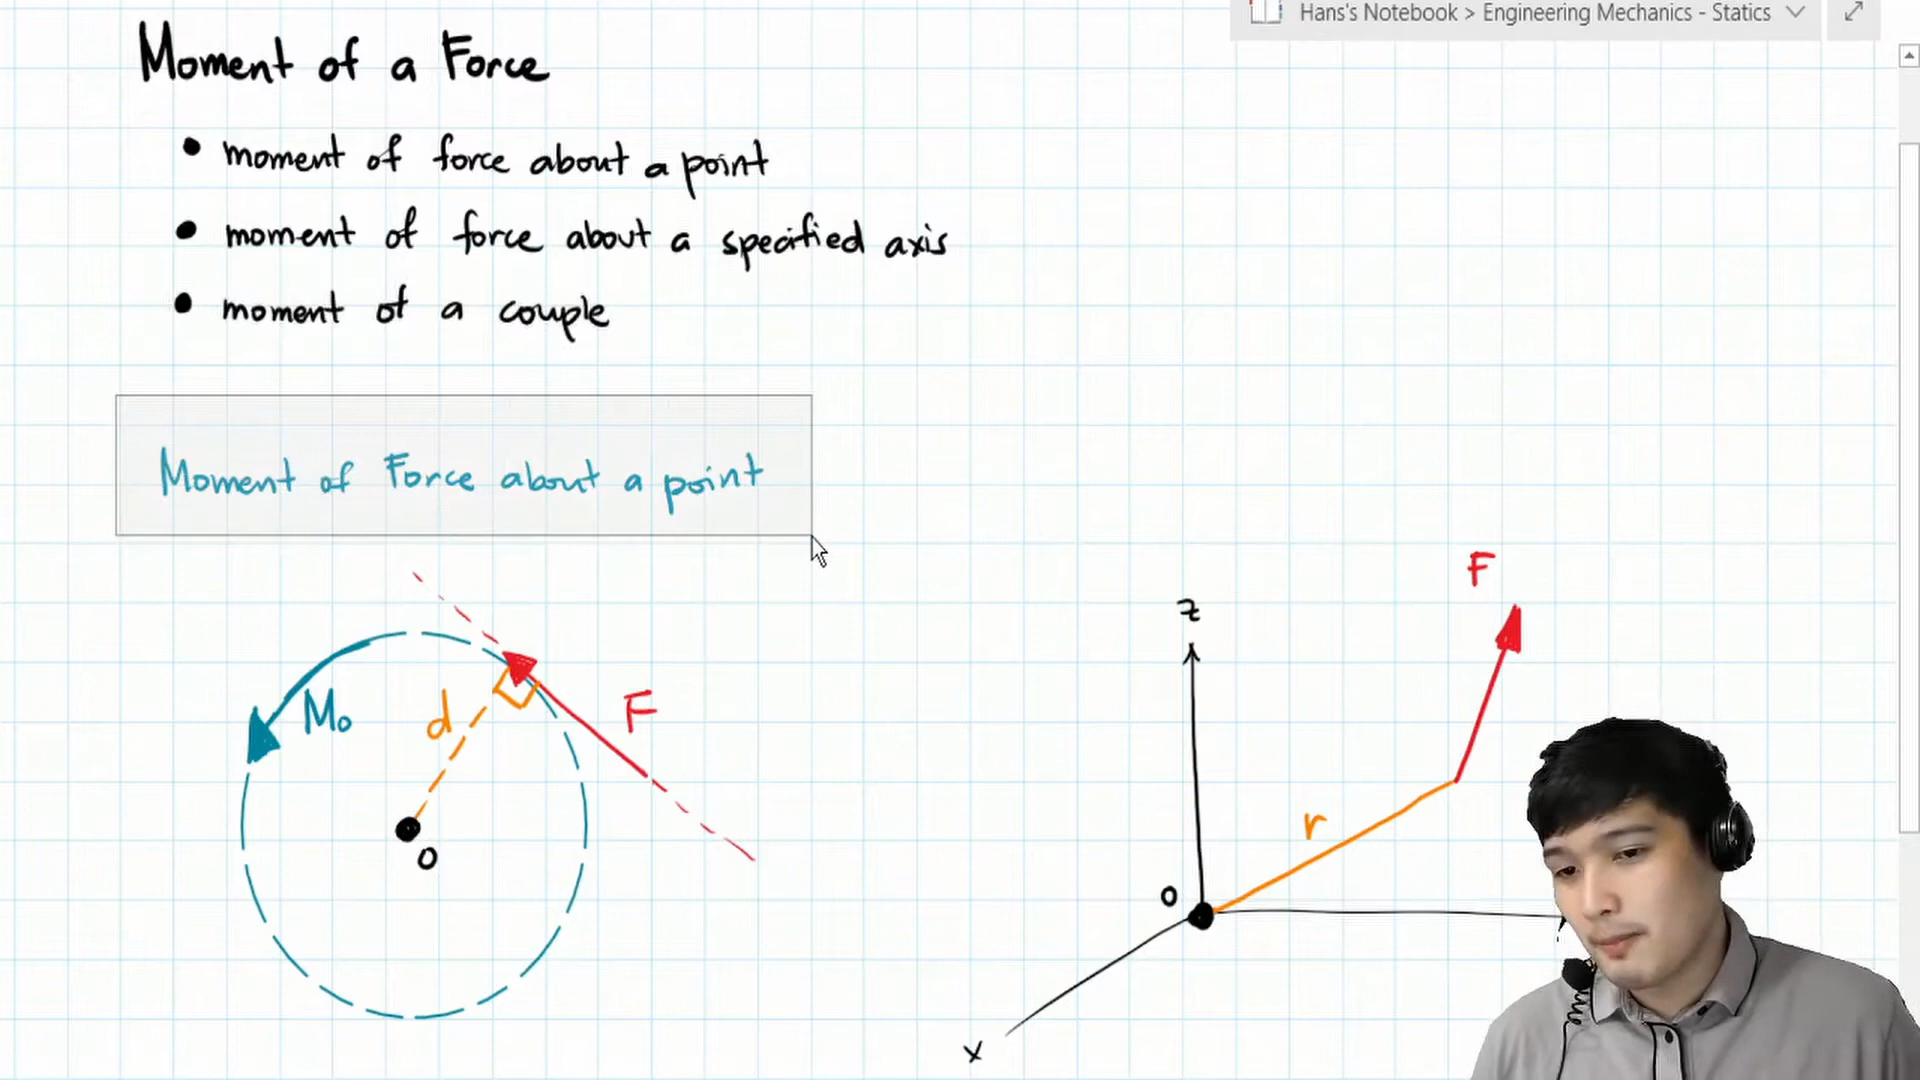 Hans's Notebook > Engineering Mechanics - Statics
Moment of a Force
• moment of force about a point
• moment of force about a specified axis
• moment of a couple
Moment of Force about a point
F
z
Mo
d
F
r
o
o
x